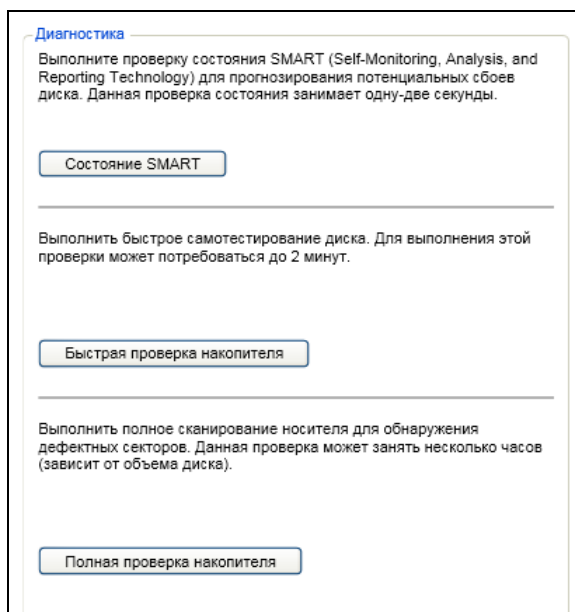 Диагностика
Выполните проверку состояния SMART (Self-Monitoring, Analysis, and
Reporting Technology) для прогнозирования потенциальных сбоев
диска. Данная проверка состояния занимает одну-две секунды.
Состояние SMART
Выполнить быстрое самотестирование диска. Для выполнения этой
проверки может потребоваться до 2 минут.
Быстрая проверка накопителя
Выполнить полное сканирование носителя для обнаружения
дефектных секторов. Данная проверка может занять несколько часов
(зависит от объема диска).
Полная проверка накопителя